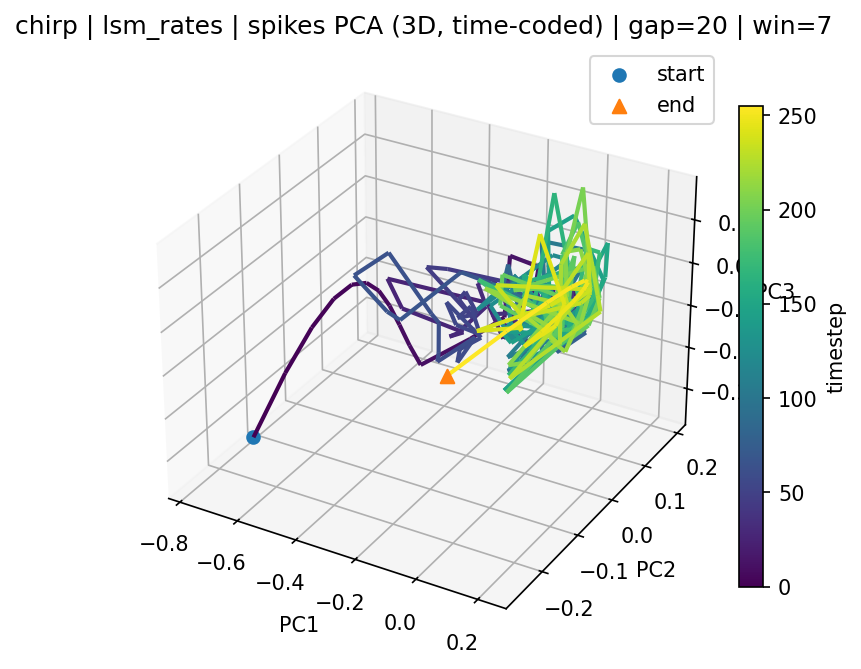 chirp | lsm_rates | spikes PCA (3D, time-coded) | gap=20 | win=7
start
end
250
200
150
100
50
0
timestep
PC3
0.2
0.1
0.0
−0.1
−0.2
PC2
−0.8
−0.6
−0.4
−0.2
0.0
0.2
PC1